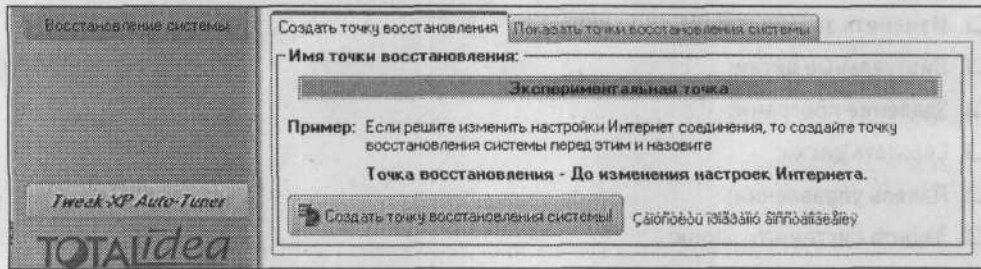 Восстановление системы
Создать точку восстановления
Показать точки восстановления системы
Имя точки восстановления:
Экспериментальная точка
Пример: Если решите изменить настройки Интернет соединения, то создайте точку
восстановления системы перед этим и назовите
Точка восстановления - До изменения настроек Интернета.
Tweak-XP Auto-Tuner
Создать точку восстановления системы!
TOTALidea